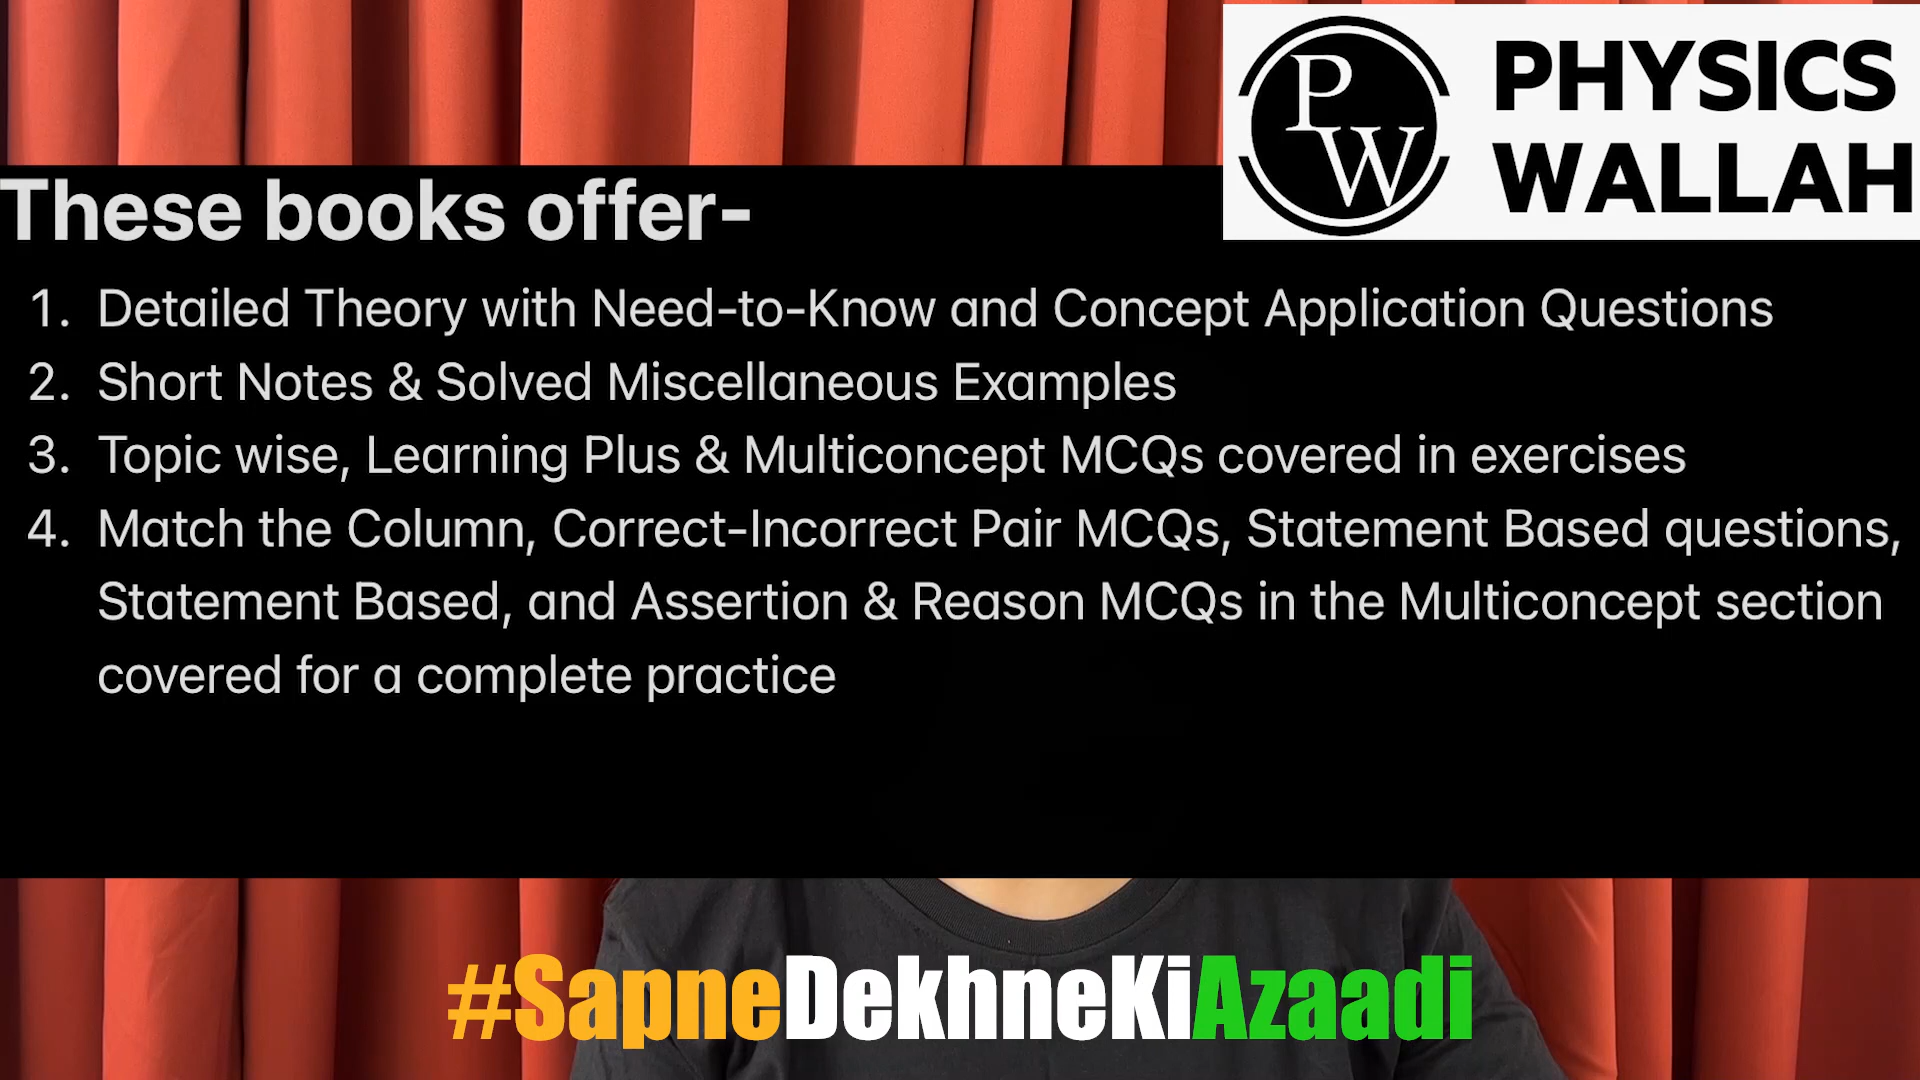 PHYSICS
WALLAH
PW
These books offer-
1. Detailed Theory with Need-to-Know and Concept Application Questions
2. Short Notes & Solved Miscellaneous Examples
3. Topic wise, Learning Plus & Multiconcept MCQs covered in exercises
4. Match the Column, Correct-Incorrect Pair MCQs, Statement Based questions,
Statement Based, and Assertion & Reason MCQs in the Multiconcept section
covered for a complete practice
#SapneDekhneKiAzaadi